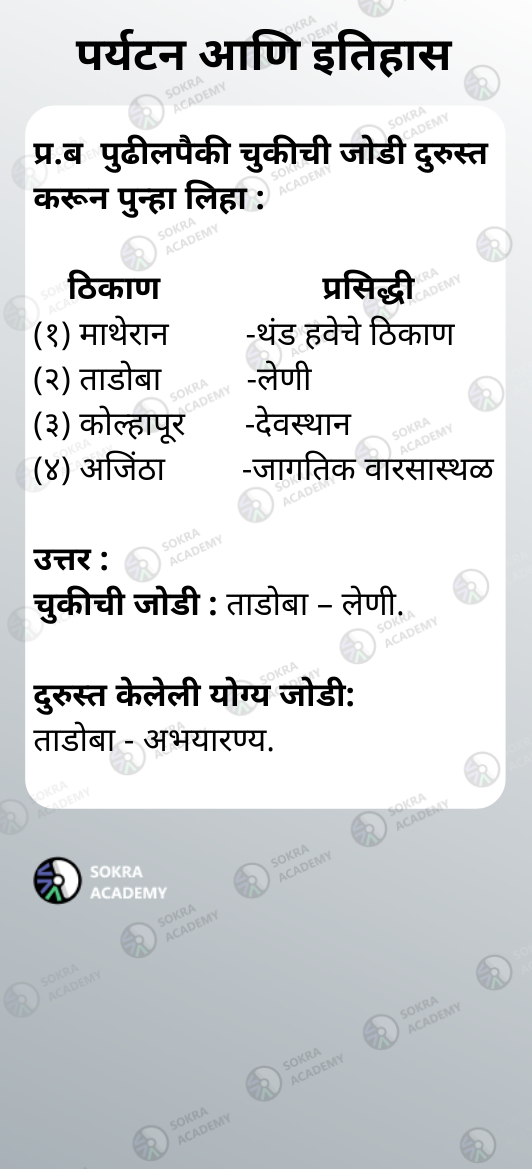 पर्यटन आणि इतिहास
प्र.ब पुढीलपैकी चुकीची जोडी दुरुस्त
करून पुन्हा लिहा :
ठिकाण प्रसिद्धी
(१) माथेरान -थंड हवेचे ठिकाण
(२) ताडोबा -लेणी
(३) कोल्हापूर -देवस्थान
(४) अजिंठा -जागतिक वारसास्थळ
उत्तर :
चुकीची जोडी : ताडोबा – लेणी.
दुरुस्त केलेली योग्य जोडी:
ताडोबा - अभयारण्य.
SOKRA
ACADEMY